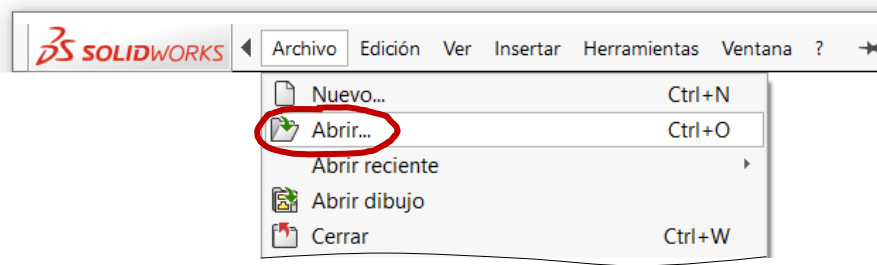 SOLIDWORKS Archivo Edición Ver Insertar Herramientas Ventana ?
Nuevo... Ctrl+N
Abrir... Ctrl+O
Abrir reciente
Abrir dibujo
Cerrar Ctrl+W